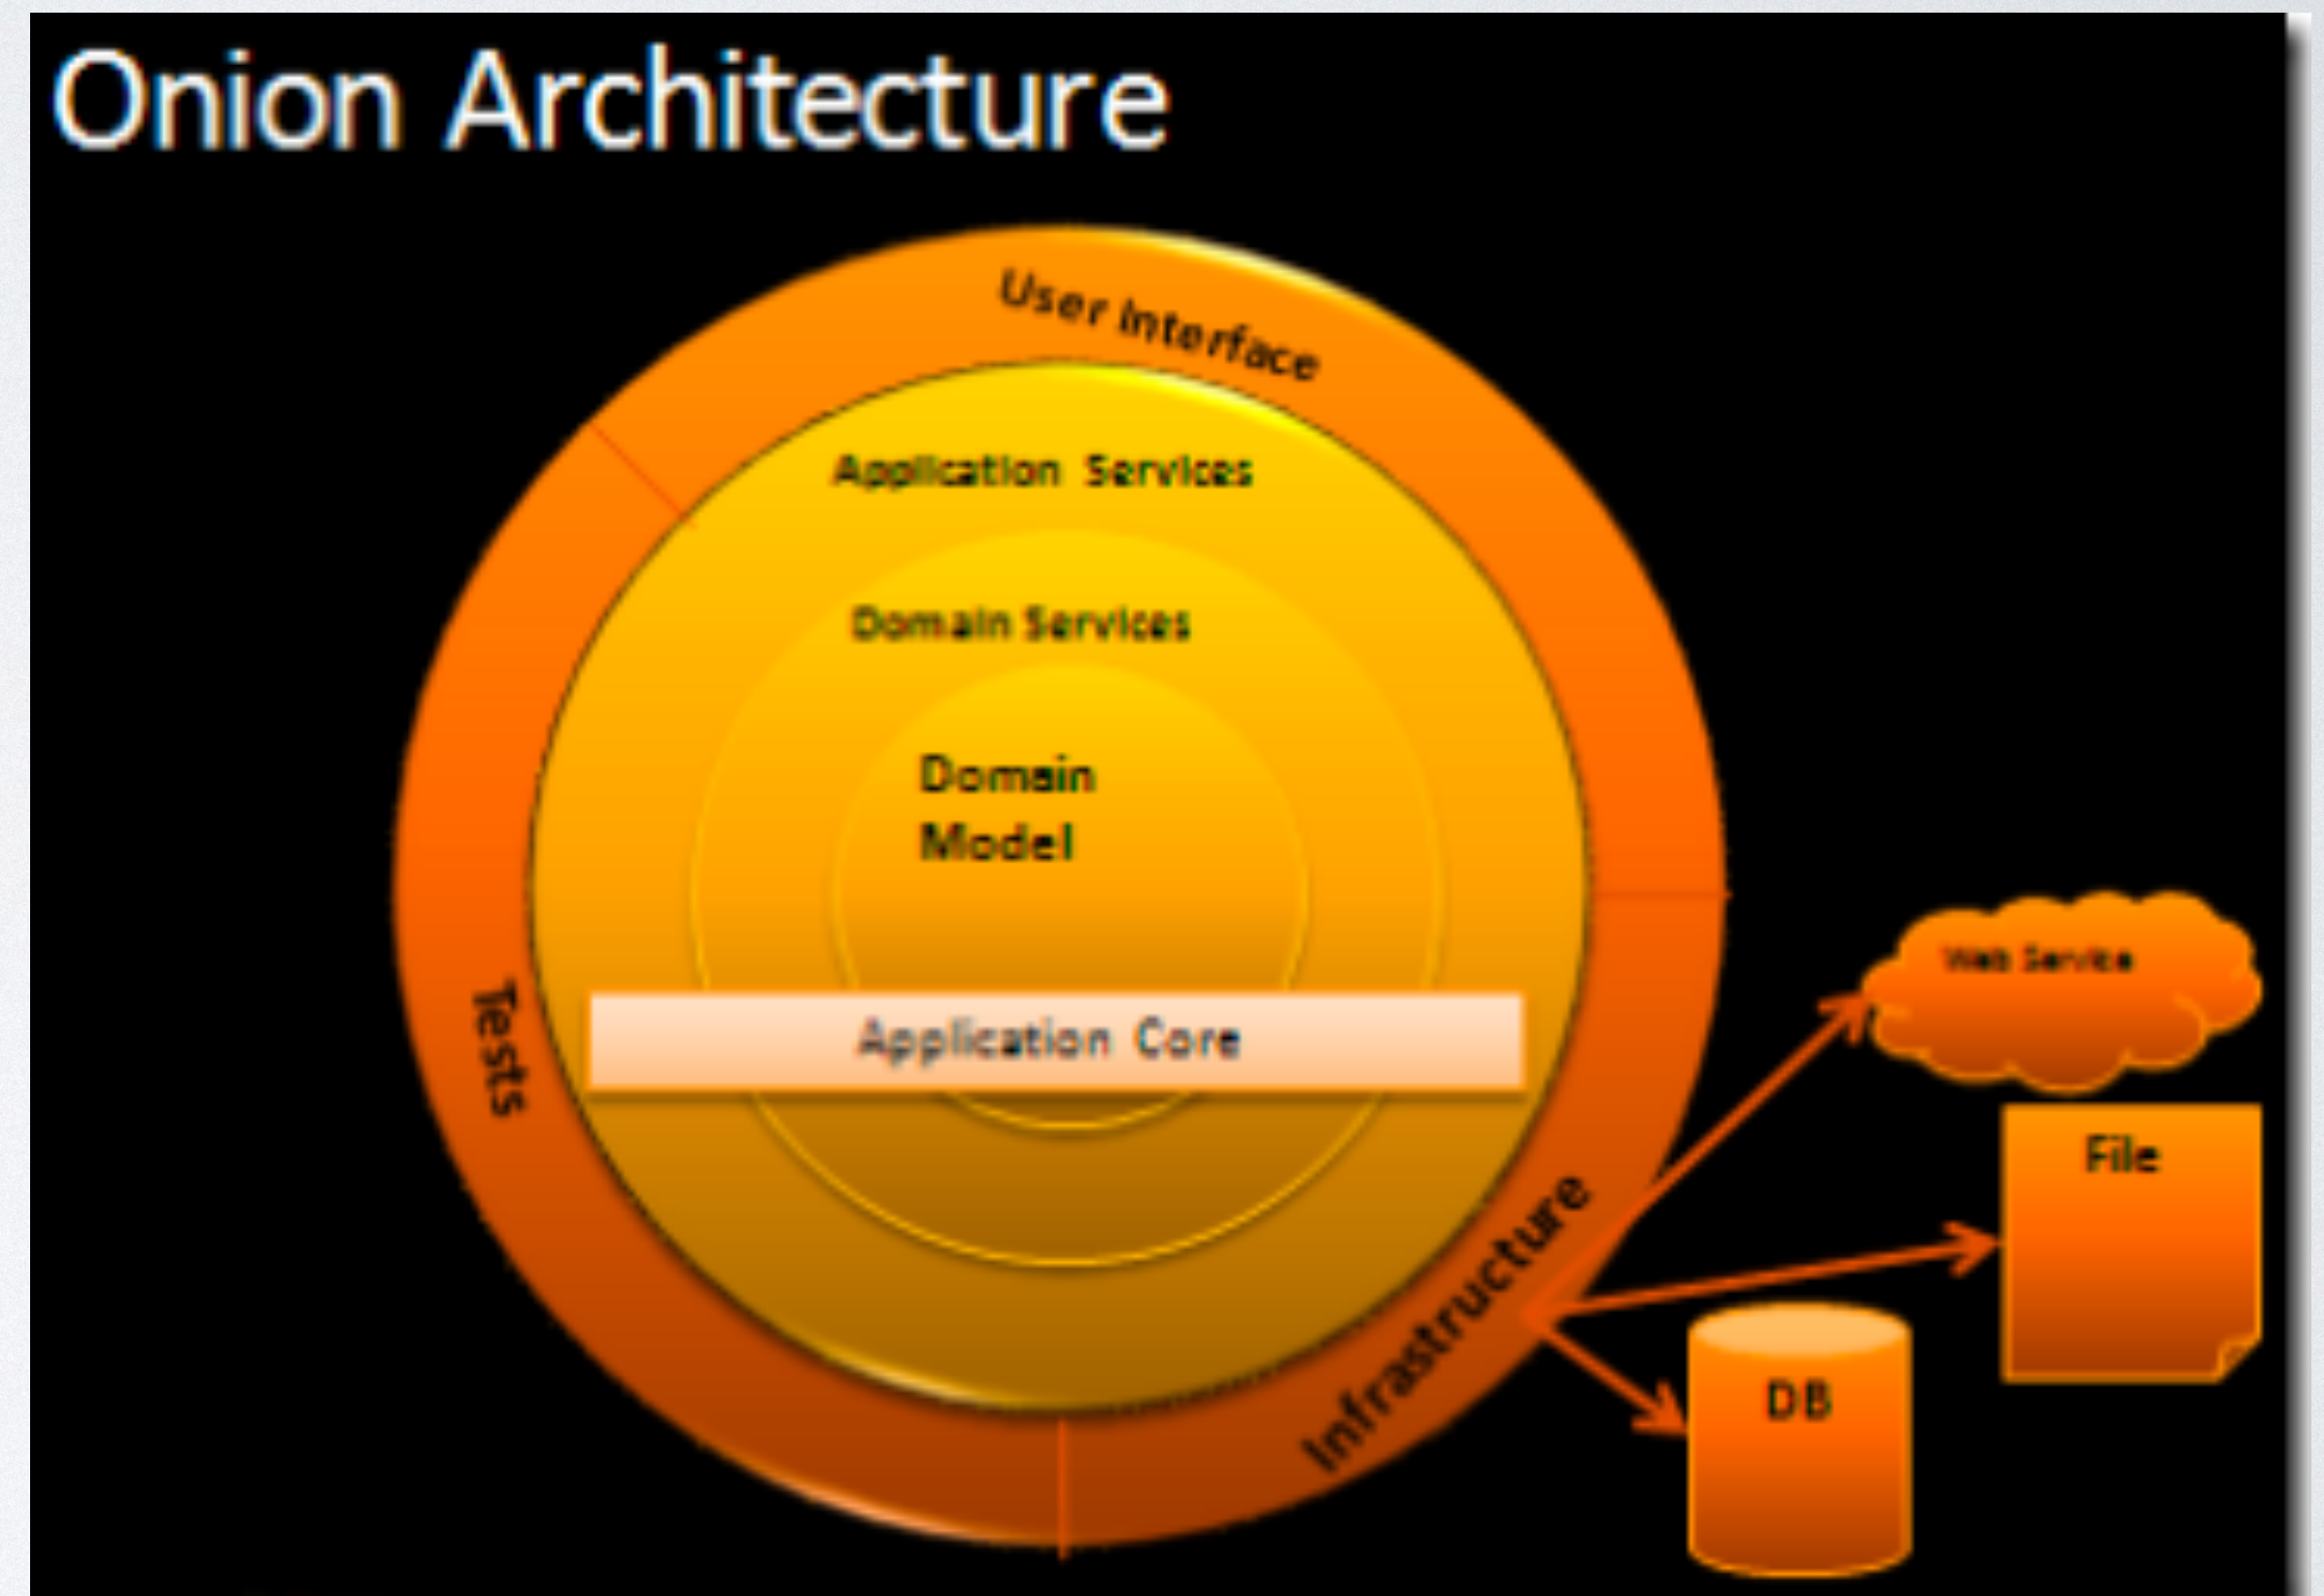 Onion Architecture
User Interface
Application Services
Domain Services
Domain
Model
Application Core
Tests
Infrastructure
Web Service
File
DB